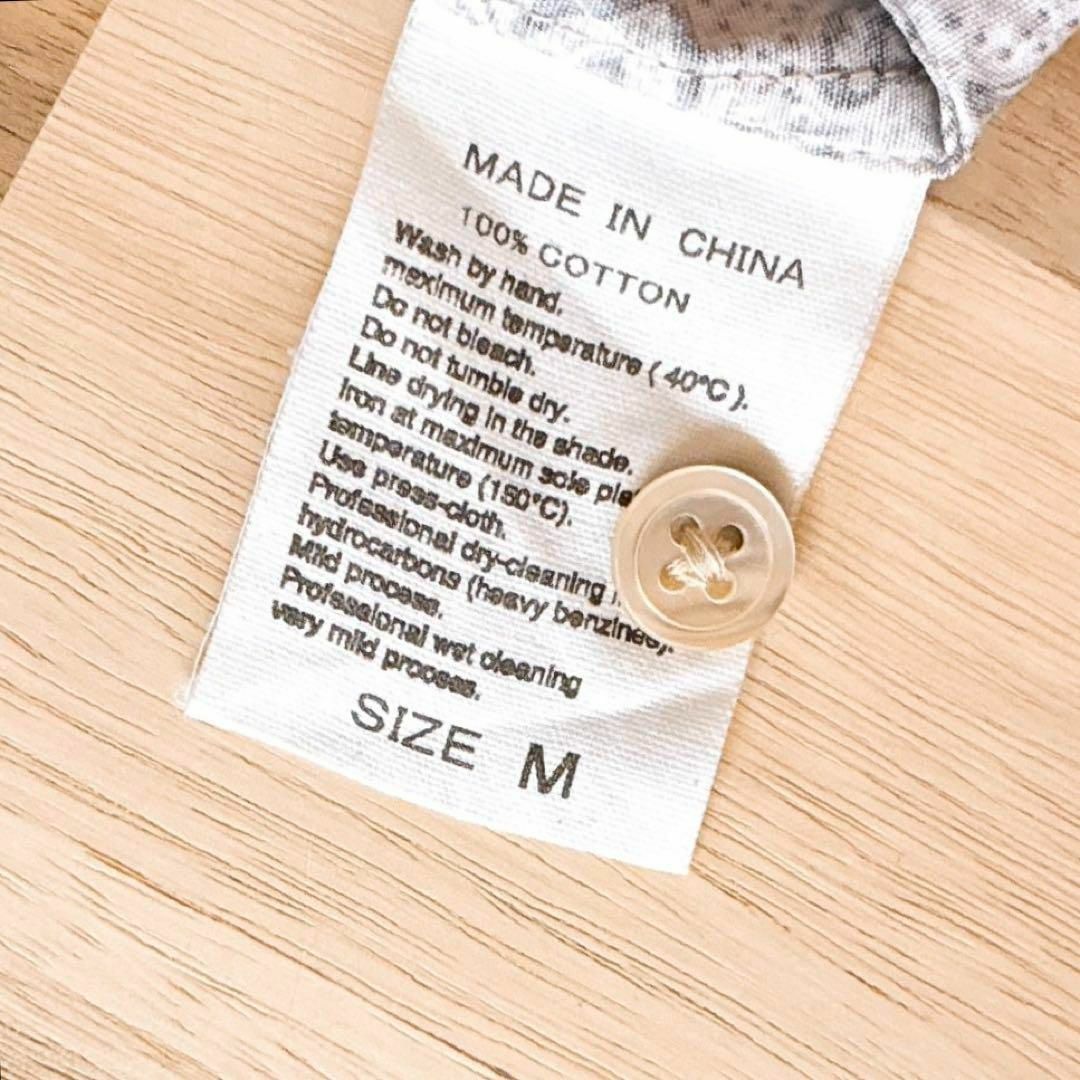 MADE IN CHINA
100% COTTON
Wash by hand.
maximum temperature ( 40°C ).
Do not bleach.
Do not tumble dry.
Line drying in the shade.
Iron at maximum sole
temperature (150°C).
Use press-cloth.
Professional dry-cleaning
hydrocarbons (heavy benzines).
Mild process.
Professional wet cleaning
very mild process.
SIZE M